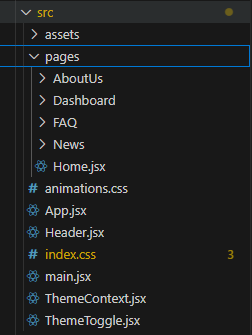 src
assets
pages
AboutUs
Dashboard
FAQ
News
Home.jsx
# animations.css
App.jsx
Header.jsx
# index.css 3
main.jsx
ThemeContext.jsx
ThemeToggle.jsx